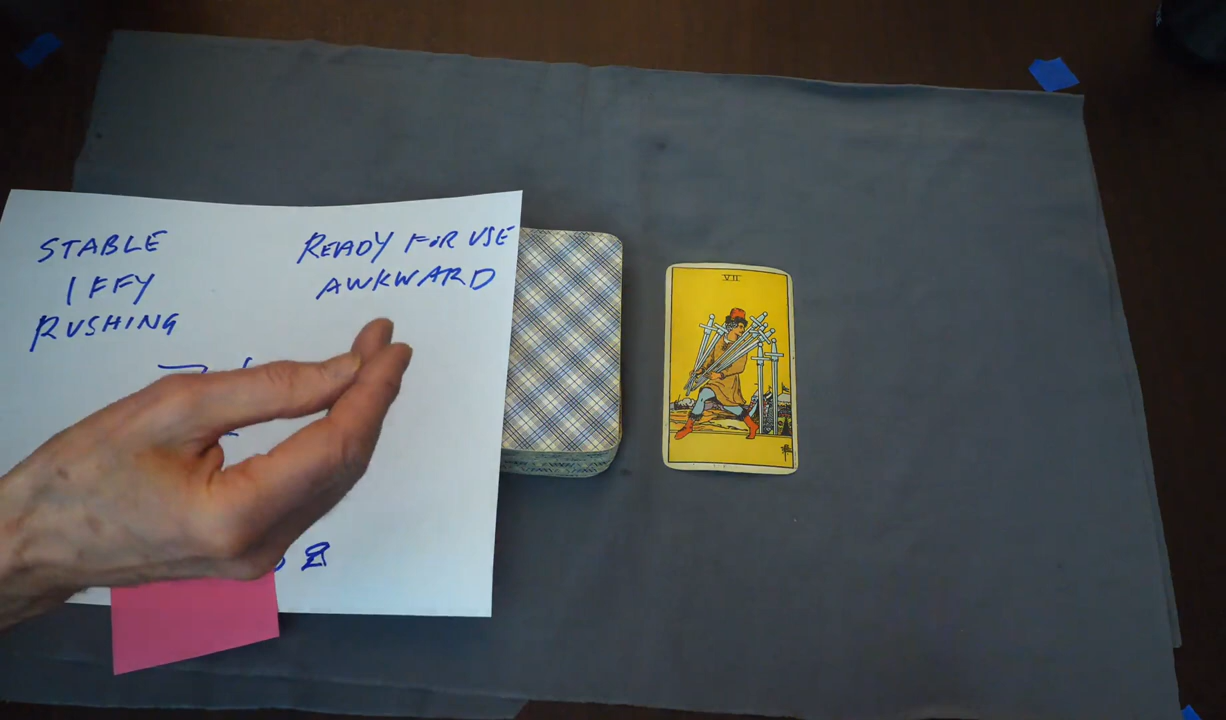 STABLE
IFFY
RUSHING
READY FOR USE
AWKWARD
VII